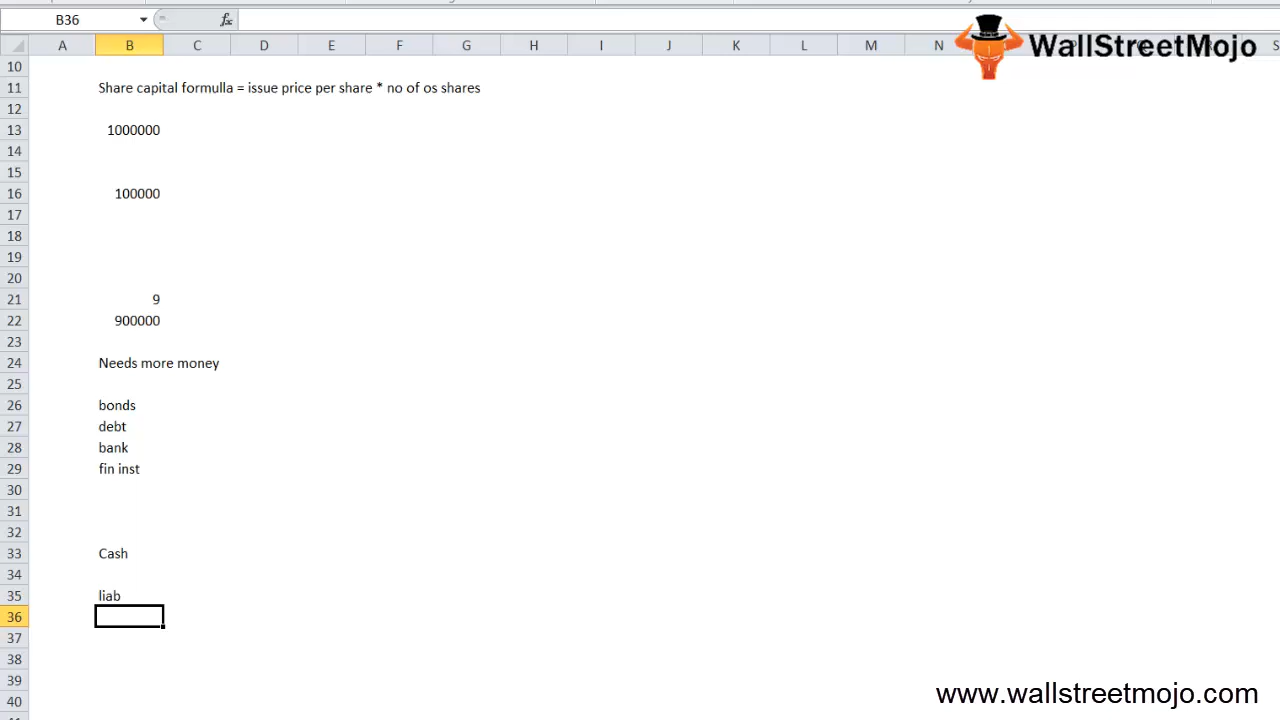 B36
fx
A B C D E F G H I J K L M N S
WallStreetMojo
10
11 Share capital formulla = issue price per share * no of os shares
12
13 1000000
14
15
16 100000
17
18
19
20
21 9
22 900000
23
24 Needs more money
25
26 bonds
27 debt
28 bank
29 fin inst
30
31
32
33 Cash
34
35 liab
36
37
38
39
40
www.wallstreetmojo.com